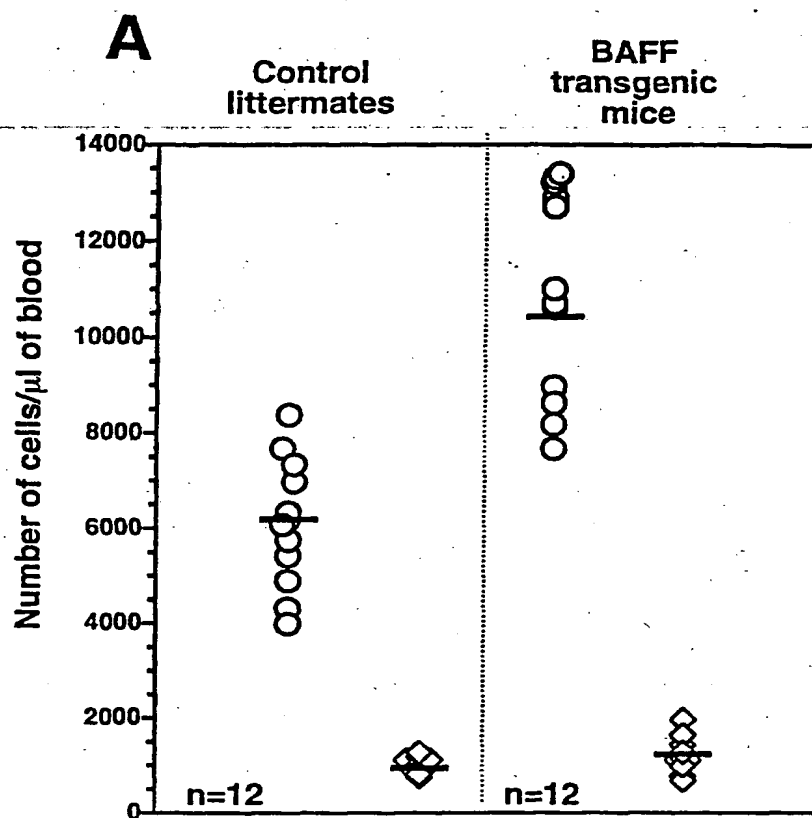 A
Control
littermates
BAFF
transgenic
mice
Number of cells/μl of blood
14000
12000
10000
8000
6000
4000
2000
0
n=12
n=12